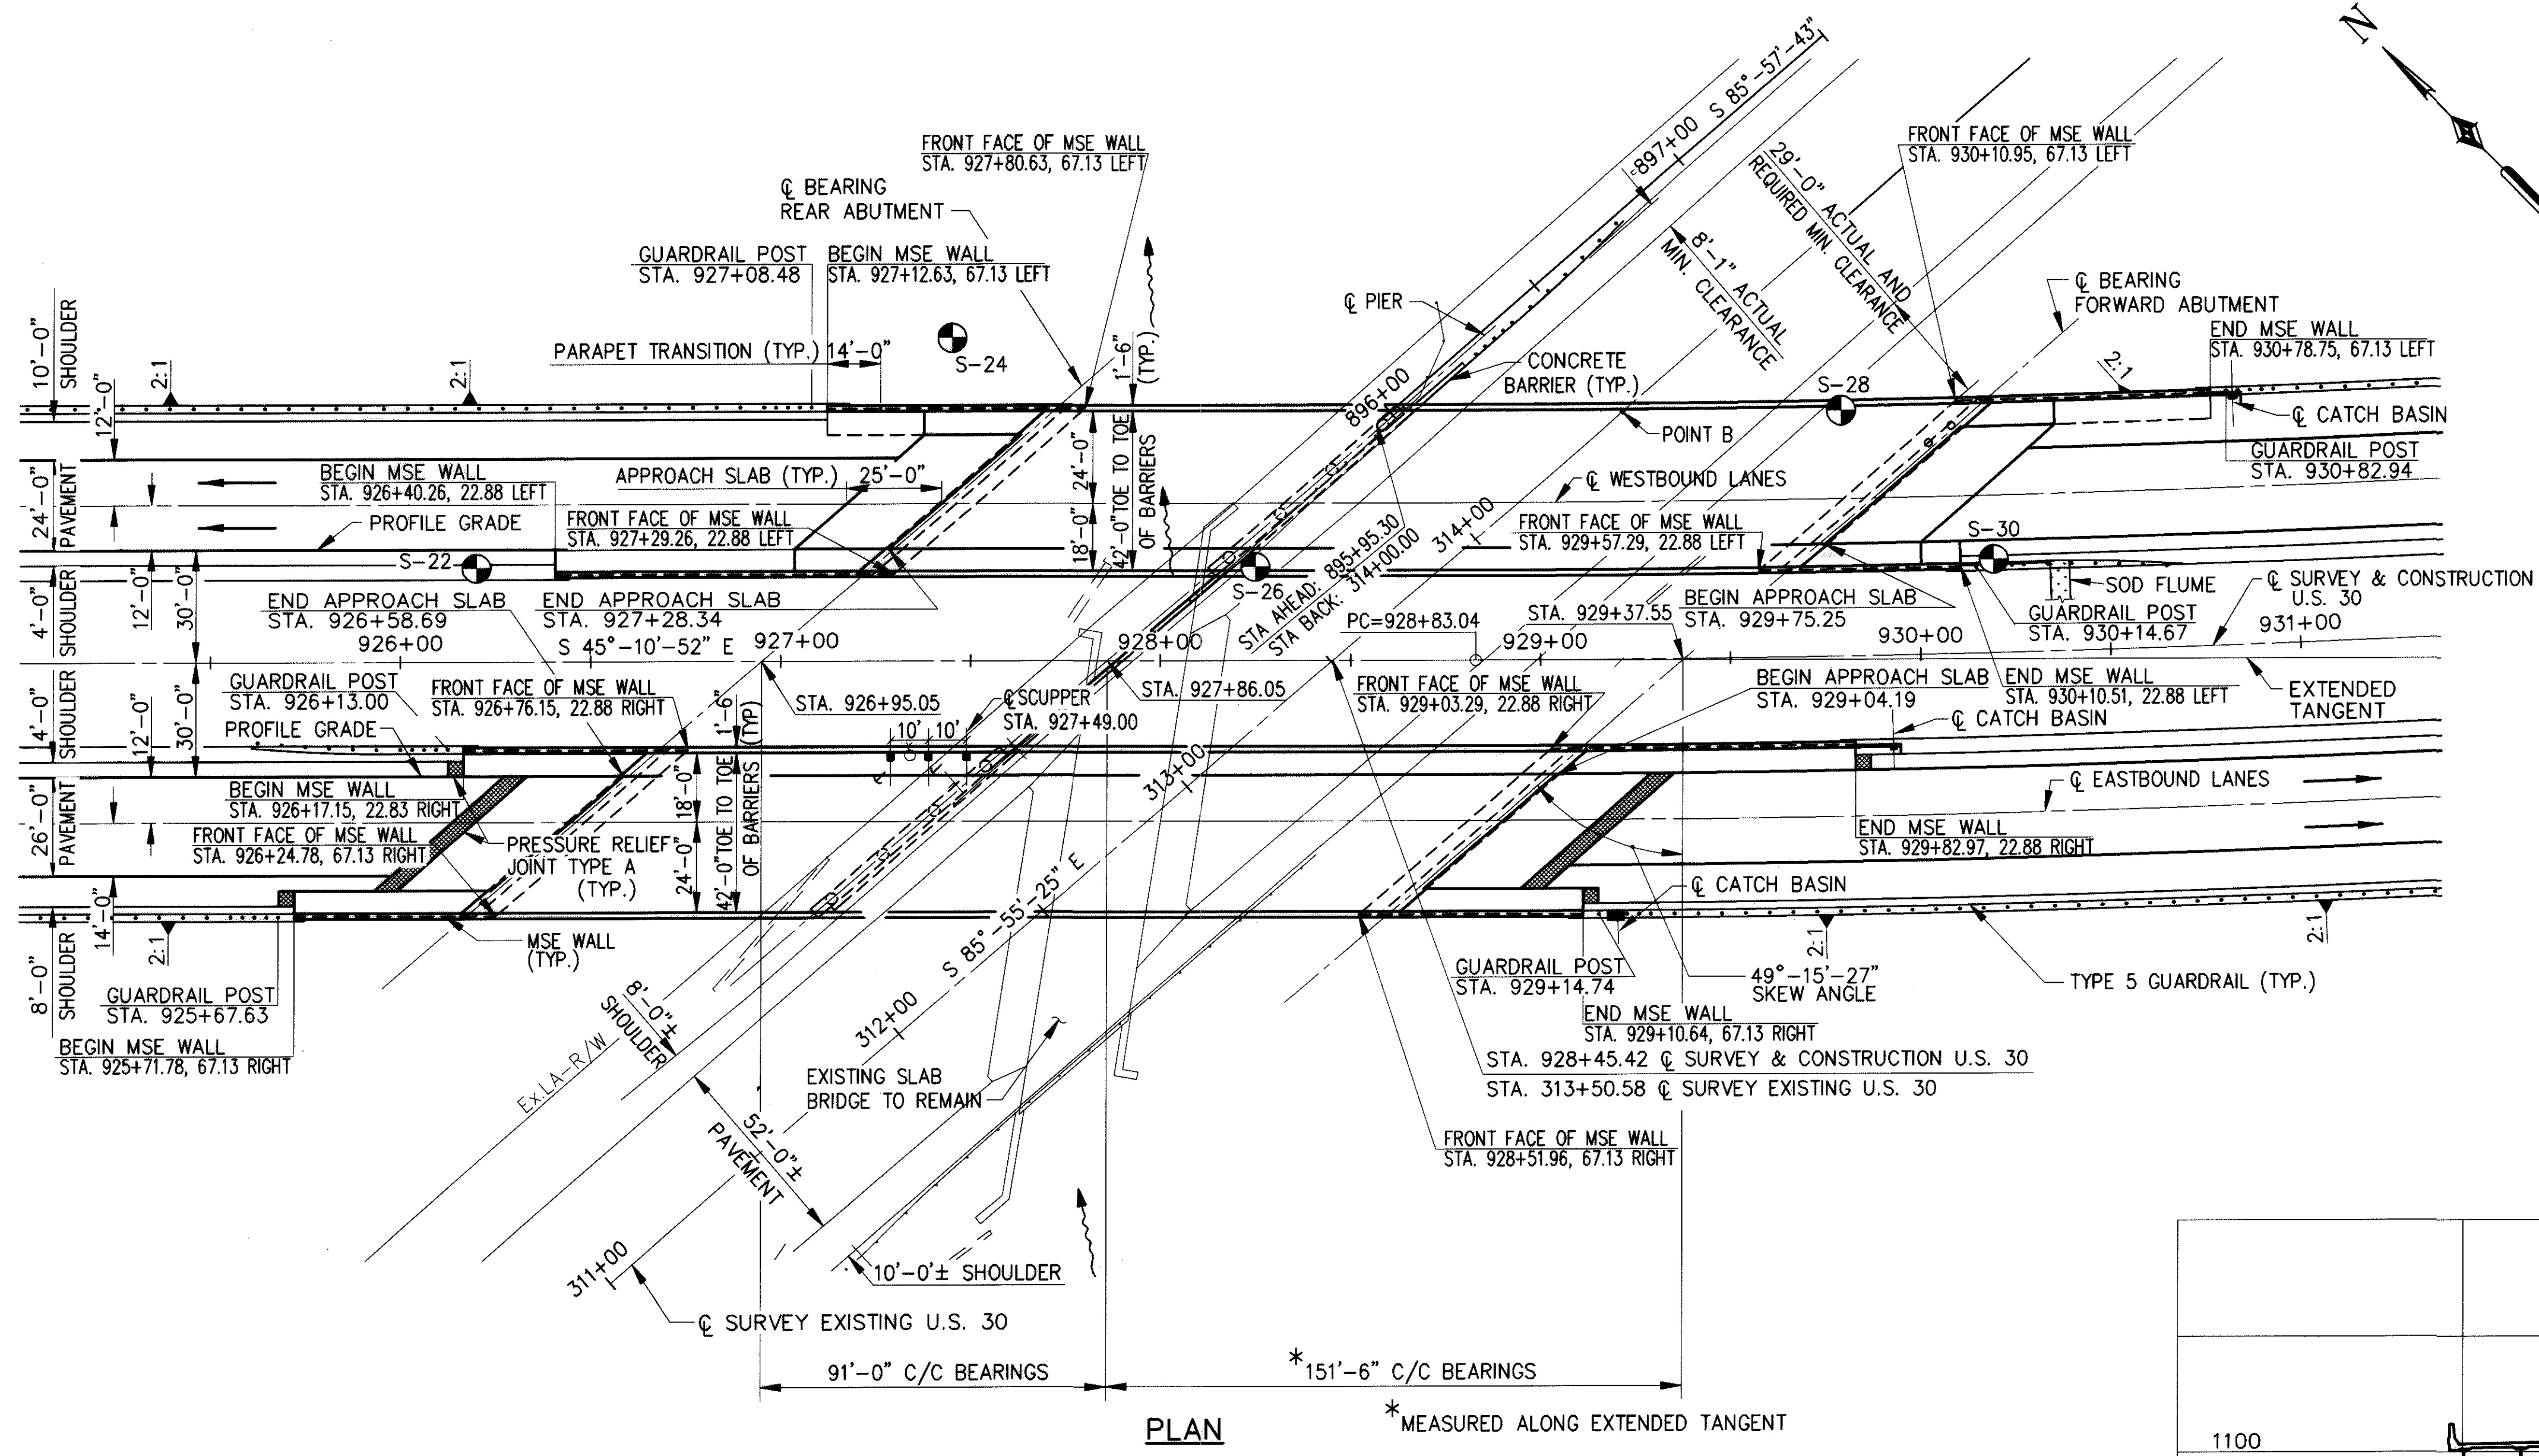 N
S 85°-57'-43"
897+00
FRONT FACE OF MSE WALL
STA. 927+80.63, 67.13 LEFT
FRONT FACE OF MSE WALL
STA. 930+10.95, 67.13 LEFT
29'-0" ACTUAL AND
REQUIRED MIN. CLEARANCE
8'-1" ACTUAL
MIN. CLEARANCE
℄ BEARING
REAR ABUTMENT
GUARDRAIL POST
STA. 927+08.48
BEGIN MSE WALL
STA. 927+12.63, 67.13 LEFT
℄ PIER
℄ BEARING
FORWARD ABUTMENT
END MSE WALL
STA. 930+78.75, 67.13 LEFT
10'-0"
SHOULDER
12'-0"
2:1
2:1
PARAPET TRANSITION (TYP.) 14'-0"
S-24
1'-6"
(TYP.)
CONCRETE
BARRIER (TYP.)
896+00
S-28
2:1
℄ CATCH BASIN
POINT B
GUARDRAIL POST
STA. 930+82.94
24'-0"
PAVEMENT
BEGIN MSE WALL
STA. 926+40.26, 22.88 LEFT
APPROACH SLAB (TYP.) 25'-0"
24'-0"
18'-0"
42'-0" TOE TO TOE
OF BARRIERS
℄ WESTBOUND LANES
PROFILE GRADE
FRONT FACE OF MSE WALL
STA. 927+29.26, 22.88 LEFT
314+00
FRONT FACE OF MSE WALL
STA. 929+57.29, 22.88 LEFT
S-30
S-22
S-26
STA AHEAD: 895+95.30
STA BACK: 314+00.00
SOD FLUME
℄ SURVEY & CONSTRUCTION
U.S. 30
4'-0"
SHOULDER
12'-0"
30'-0"
END APPROACH SLAB
STA. 926+58.69
END APPROACH SLAB
STA. 927+28.34
PC=928+83.04
STA. 929+37.55
BEGIN APPROACH SLAB
STA. 929+75.25
GUARDRAIL POST
STA. 930+14.67
926+00
S 45°-10'-52" E
927+00
928+00
929+00
930+00
931+00
4'-0"
SHOULDER
12'-0"
30'-0"
GUARDRAIL POST
STA. 926+13.00
FRONT FACE OF MSE WALL
STA. 926+76.15, 22.88 RIGHT
STA. 926+95.05
℄ SCUPPER
STA. 927+49.00
STA. 927+86.05
FRONT FACE OF MSE WALL
STA. 929+03.29, 22.88 RIGHT
BEGIN APPROACH SLAB
STA. 929+04.19
END MSE WALL
STA. 930+10.51, 22.88 LEFT
EXTENDED
TANGENT
PROFILE GRADE
1'-6"
(TYP)
10'
10'
℄ CATCH BASIN
313+00
26'-0"
PAVEMENT
BEGIN MSE WALL
STA. 926+17.15, 22.83 RIGHT
18'-0"
24'-0"
42'-0" TOE TO TOE
OF BARRIERS
℄ EASTBOUND LANES
FRONT FACE OF MSE WALL
STA. 926+24.78, 67.13 RIGHT
PRESSURE RELIEF
JOINT TYPE A
(TYP.)
END MSE WALL
STA. 929+82.97, 22.88 RIGHT
S 85°-55'-25" E
℄ CATCH BASIN
14'-0"
8'-0"
SHOULDER
2:1
MSE WALL
(TYP.)
2:1
2:1
GUARDRAIL POST
STA. 925+67.63
8'-0"±
SHOULDER
GUARDRAIL POST
STA. 929+14.74
49°-15'-27"
SKEW ANGLE
TYPE 5 GUARDRAIL (TYP.)
BEGIN MSE WALL
STA. 925+71.78, 67.13 RIGHT
312+00
END MSE WALL
STA. 929+10.64, 67.13 RIGHT
Ex.LA-R/W
EXISTING SLAB
BRIDGE TO REMAIN
STA. 928+45.42 ℄ SURVEY & CONSTRUCTION U.S. 30
STA. 313+50.58 ℄ SURVEY EXISTING U.S. 30
52'-0"±
PAVEMENT
FRONT FACE OF MSE WALL
STA. 928+51.96, 67.13 RIGHT
311+00
10'-0'± SHOULDER
℄ SURVEY EXISTING U.S. 30
91'-0" C/C BEARINGS
*151'-6" C/C BEARINGS
PLAN
*MEASURED ALONG EXTENDED TANGENT
1100